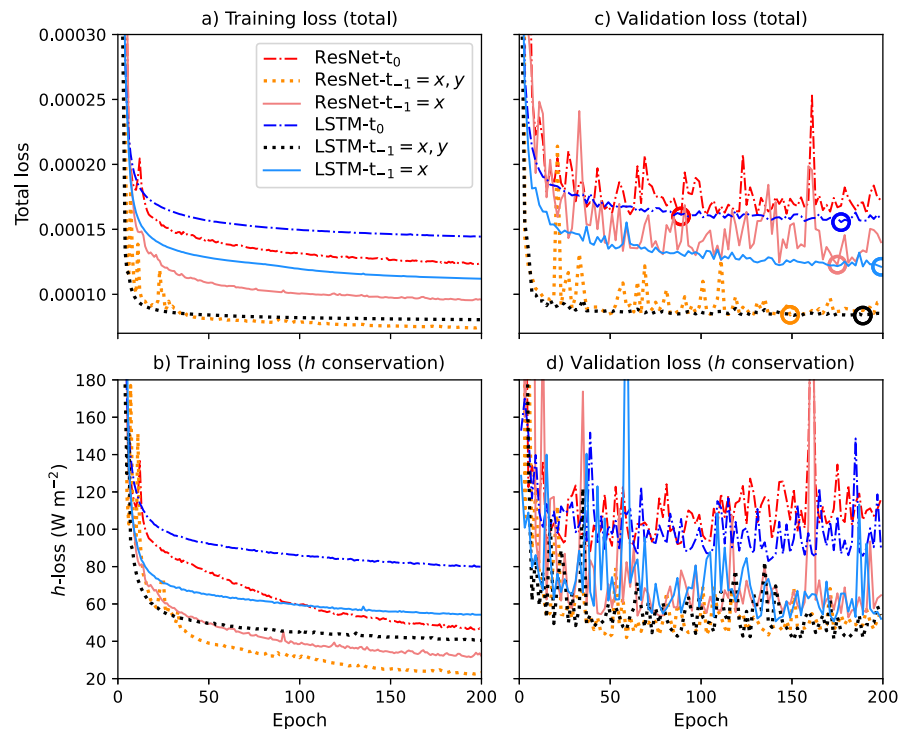 a) Training loss (total)
c) Validation loss (total)
0.00030
0.00025
0.00020
0.00015
0.00010
Total loss
ResNet-t₀
ResNet-t₋₁ = x, y
ResNet-t₋₁ = x
LSTM-t₀
LSTM-t₋₁ = x, y
LSTM-t₋₁ = x
b) Training loss (h conservation)
d) Validation loss (h conservation)
180
160
140
120
100
80
60
40
20
h-loss (W m⁻²)
0 50 100 150 200
0 50 100 150 200
Epoch
Epoch